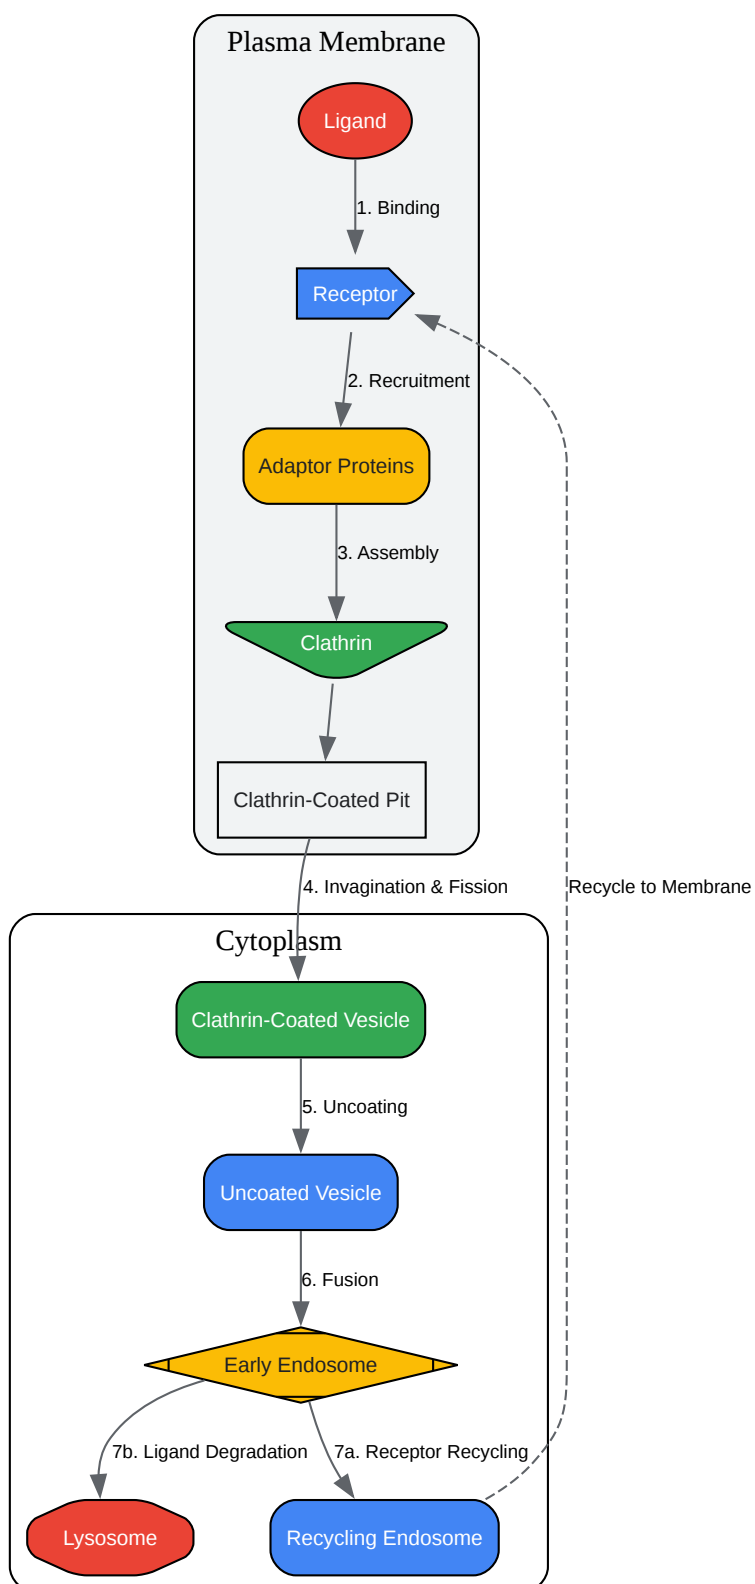 Plasma Membrane
Ligand
1. Binding
Receptor
2. Recruitment
Adaptor Proteins
3. Assembly
Clathrin
Clathrin-Coated Pit
4. Invagination & Fission
Recycle to Membrane
Cytoplasm
Clathrin-Coated Vesicle
5. Uncoating
Uncoated Vesicle
6. Fusion
Early Endosome
7b. Ligand Degradation
7a. Receptor Recycling
Lysosome
Recycling Endosome